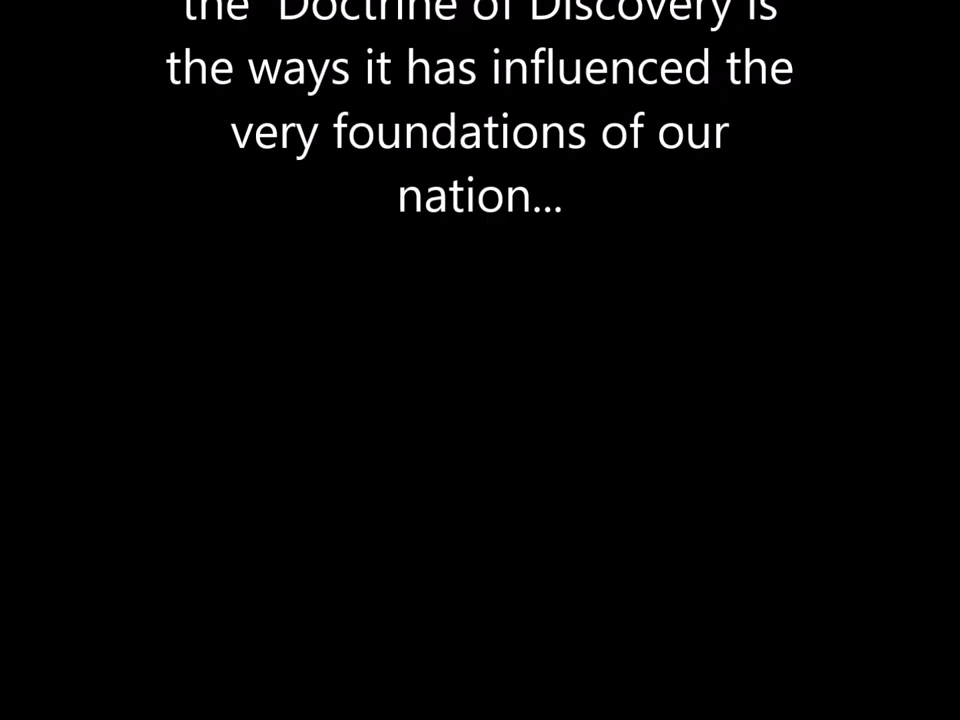 the Doctrine of Discovery is
the ways it has influenced the
very foundations of our
nation...